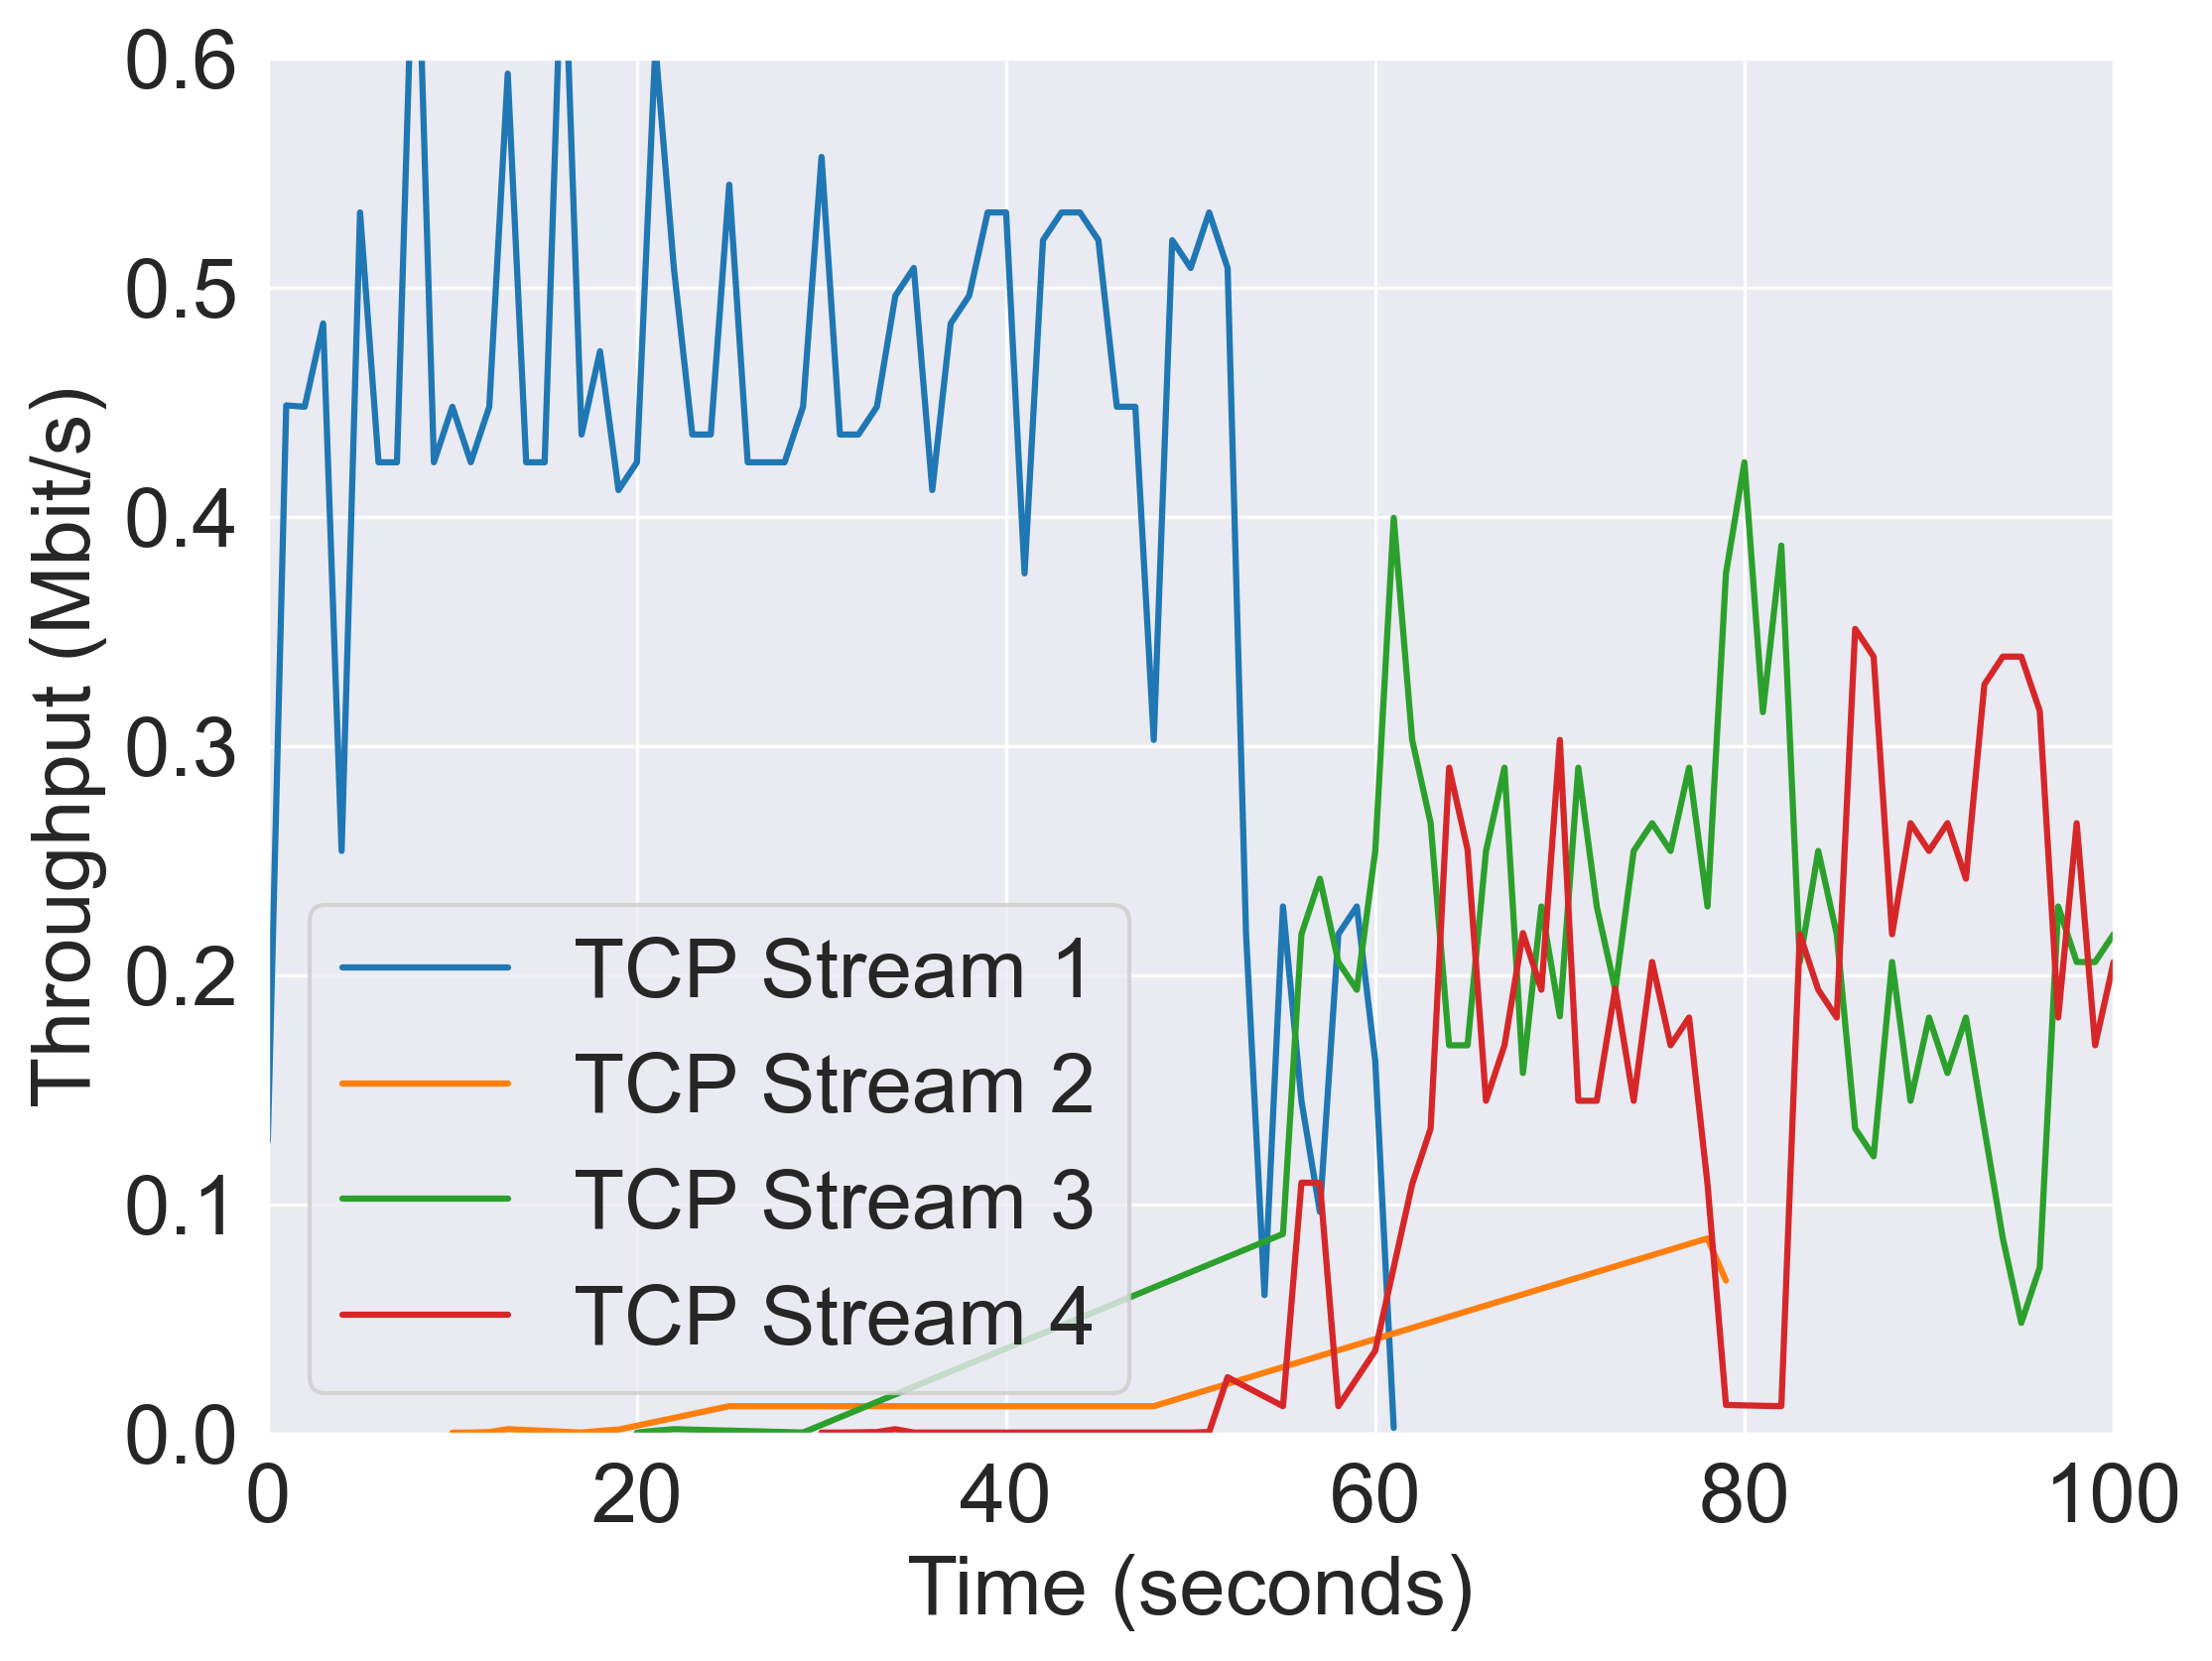 Throughput (Mbit/s)
0.6
0.5
0.4
0.3
0.2
0.1
0.0
TCP Stream 1
TCP Stream 2
TCP Stream 3
TCP Stream 4
0 20 40 60 80 100
Time (seconds)